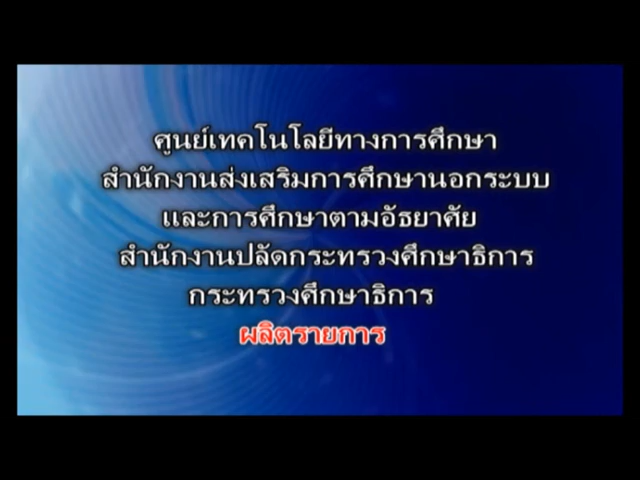 ศูนย์เทคโนโลยีทางการศึกษา
สำนักงานส่งเสริมการศึกษานอกระบบ
และการศึกษาตามอัธยาศัย
สำนักงานปลัดกระทรวงศึกษาธิการ
กระทรวงศึกษาธิการ
ผลิตรายการ